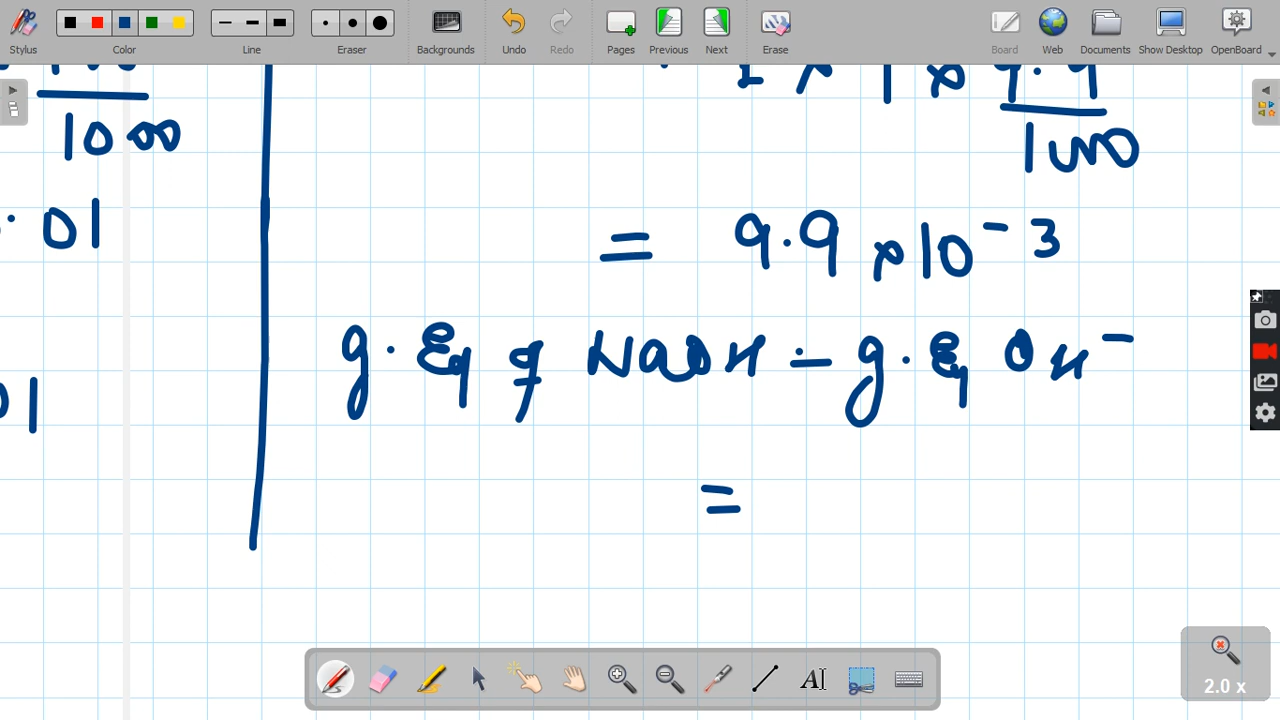 Stylus Color Line Eraser Backgrounds Undo Redo Pages Previous Next Erase Board Web Documents Show Desktop OpenBoard
1000
01
01
1 × 1 × 9.9
1000
= 9.9 × 10⁻³
g. Eq of NaOH = g. Eq OH⁻
=
2.0 x